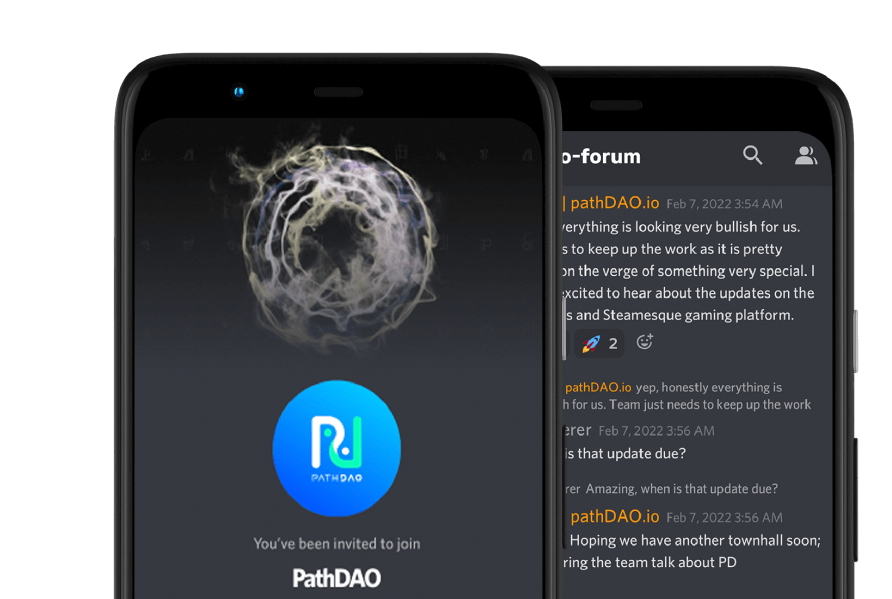 PATHDAO
You've been invited to join
PathDAO
o-forum
| pathDAO.io Feb 7, 2022 3:54 AM
verything is looking very bullish for us.
s to keep up the work as it is pretty
on the verge of something very special. I
excited to hear about the updates on the
s and Steamesque gaming platform.
2
pathDAO.io yep, honestly everything is
h for us. Team just needs to keep up the work
erer Feb 7, 2022 3:56 AM
is that update due?
rer Amazing, when is that update due?
pathDAO.io Feb 7, 2022 3:56 AM
Hoping we have another townhall soon;
ring the team talk about PD